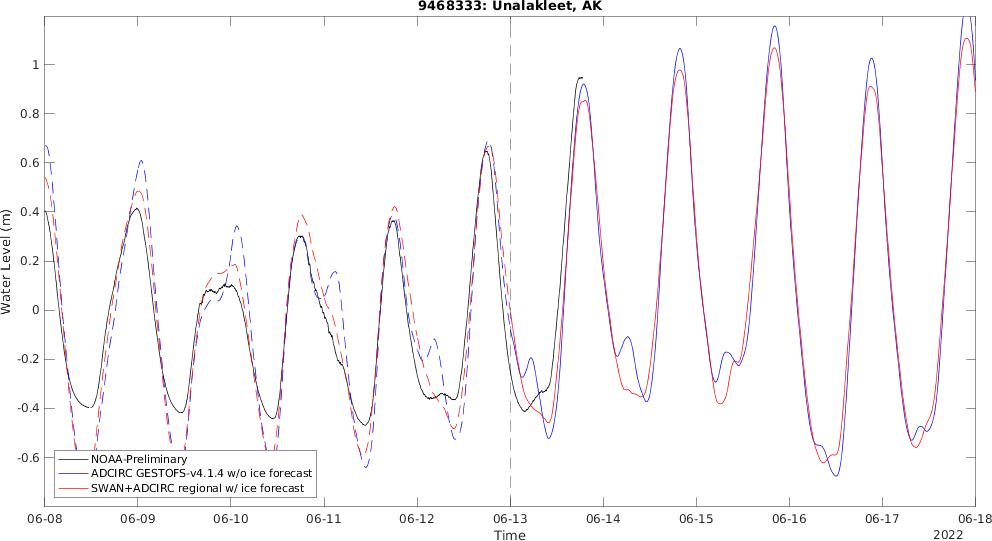 9468333: Unalakleet, AK
Water Level (m)
1
0.8
0.6
0.4
0.2
0
-0.2
-0.4
-0.6
NOAA-Preliminary
ADCIRC GESTOFS-v4.1.4 w/o ice forecast
SWAN+ADCIRC regional w/ ice forecast
06-08 06-09 06-10 06-11 06-12 06-13 06-14 06-15 06-16 06-17 06-18
Time
2022